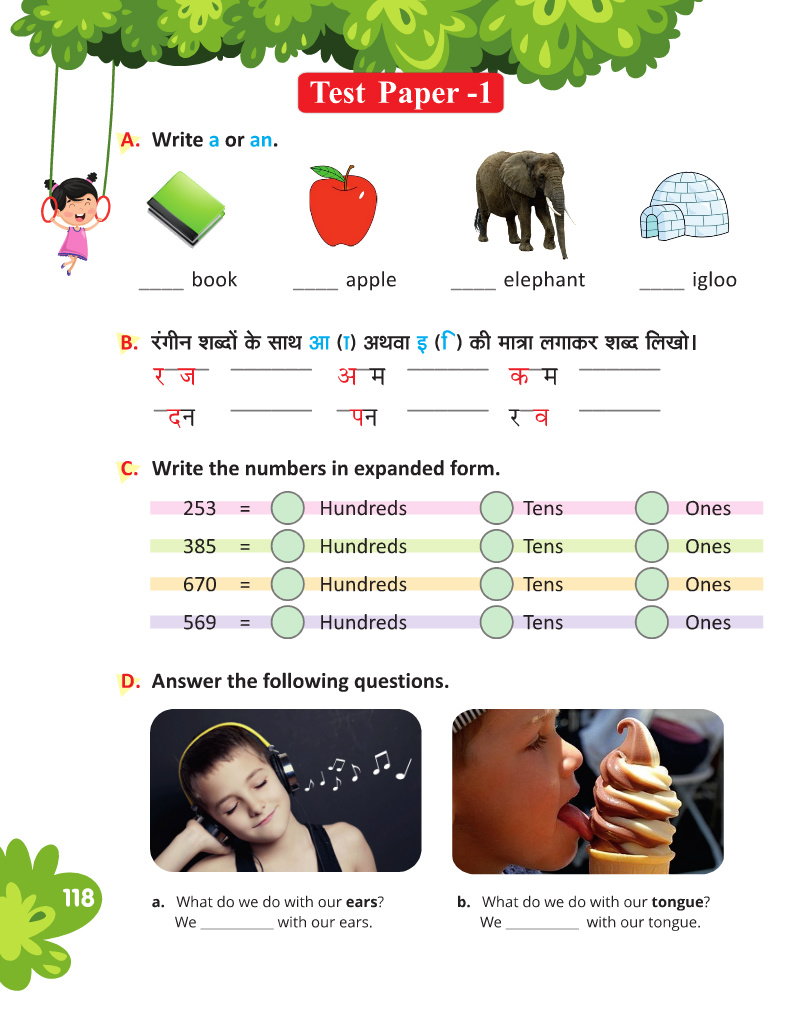 Test Paper -1
A. Write a or an.
____ book ____ apple ____ elephant ____ igloo
B. रंगीन शब्दों के साथ आ (ा) अथवा इ (ि) की मात्रा लगाकर शब्द लिखो।
र ज ________ अ म ________ क म ________
दन ________ पन ________ र व ________
C. Write the numbers in expanded form.
253 = Hundreds Tens Ones
385 = Hundreds Tens Ones
670 = Hundreds Tens Ones
569 = Hundreds Tens Ones
D. Answer the following questions.
a. What do we do with our ears?
We _________ with our ears.
b. What do we do with our tongue?
We _________ with our tongue.
118